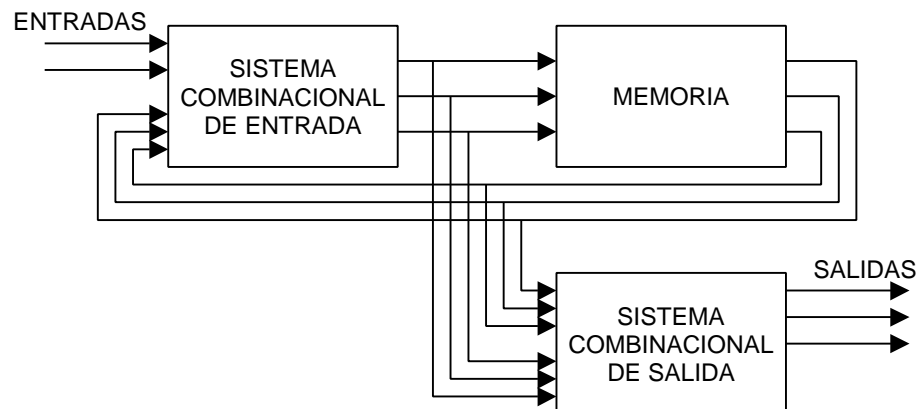 ENTRADAS
SISTEMA
COMBINACIONAL
DE ENTRADA
MEMORIA
SALIDAS
SISTEMA
COMBINACIONAL
DE SALIDA